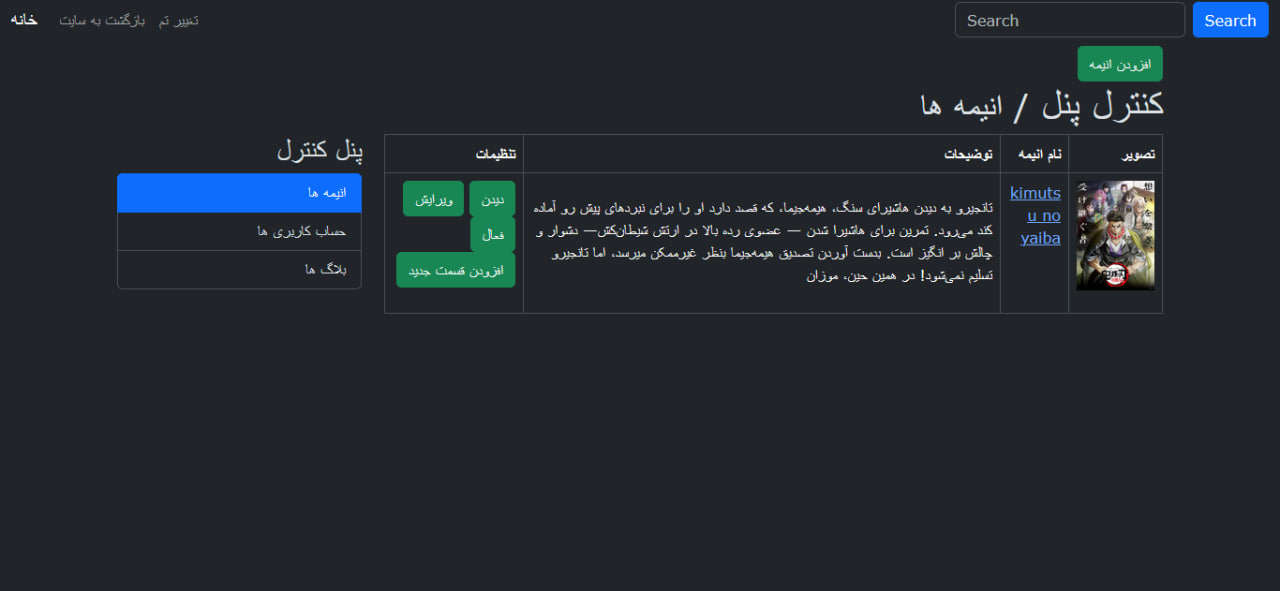 خانه بازگشت به سایت تغییر تم Search Search
افزودن انیمه
کنترل پنل / انیمه ها
تصویر نام انیمه توضیحات تنظیمات
kimuts
u no
yaiba
تانجیرو به دیدن هاشیرای سنگ، هیمه‌جیما، که قصد دارد او را برای نبردهای پیش رو آماده
کند می‌رود. تمرین برای هاشیرا شدن — عضوی رده بالا در ارتش شیطان‌کش— دشوار و
چالش بر انگیز است. بدست آوردن تصدیق هیمه‌جیما بنظر غیرممکن میرسد، اما تانجیرو
تسلیم نمی‌شود! در همین حین، موزان
دیدن ویرایش
فعال
افزودن قسمت جدید
پنل کنترل
انیمه ها
حساب کاربری ها
بلاگ ها